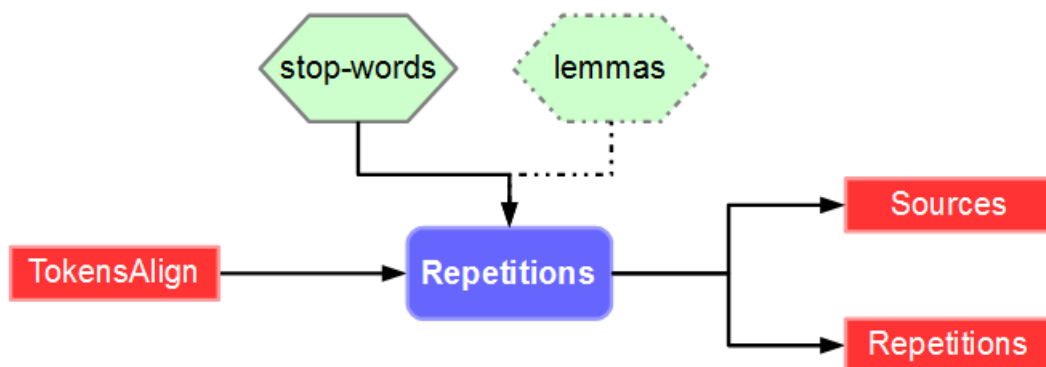 stop-words
lemmas
Sources
TokensAlign
Repetitions
Repetitions